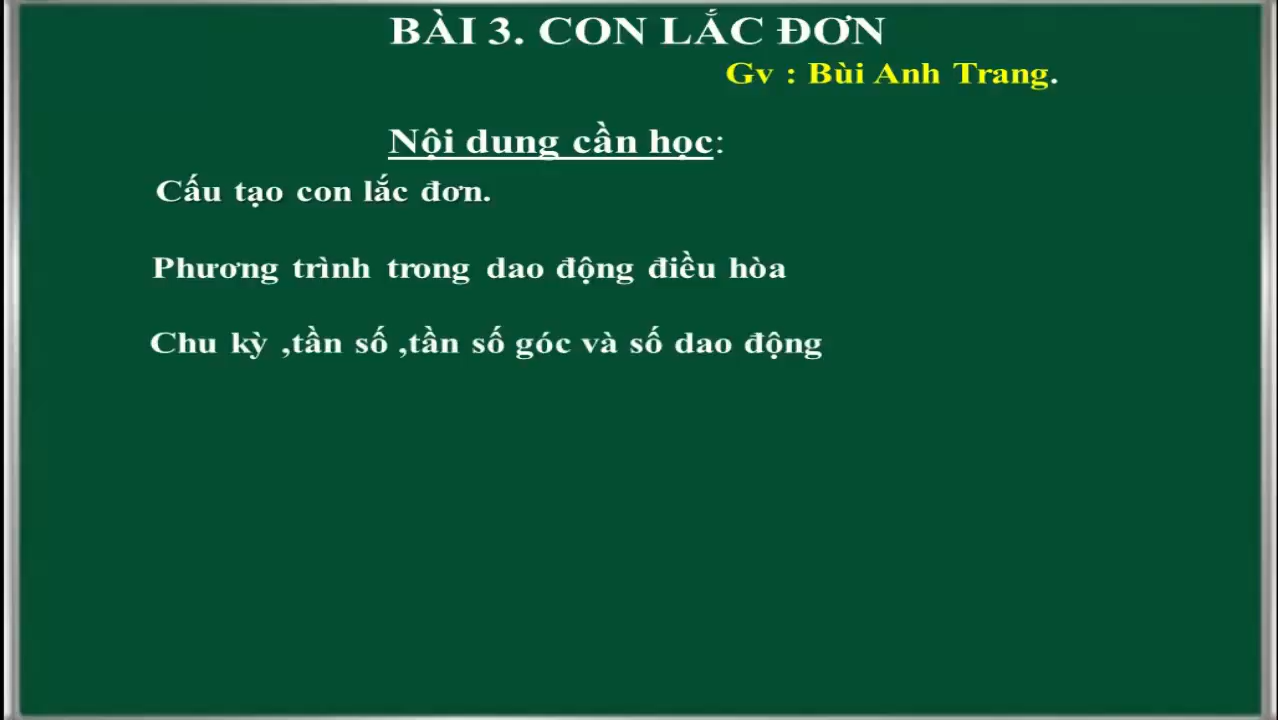 BÀI 3. CON LẮC ĐƠN
Gv : Bùi Anh Trang.
Nội dung cần học:
Cấu tạo con lắc đơn.
Phương trình trong dao động điều hòa
Chu kỳ ,tần số ,tần số góc và số dao động